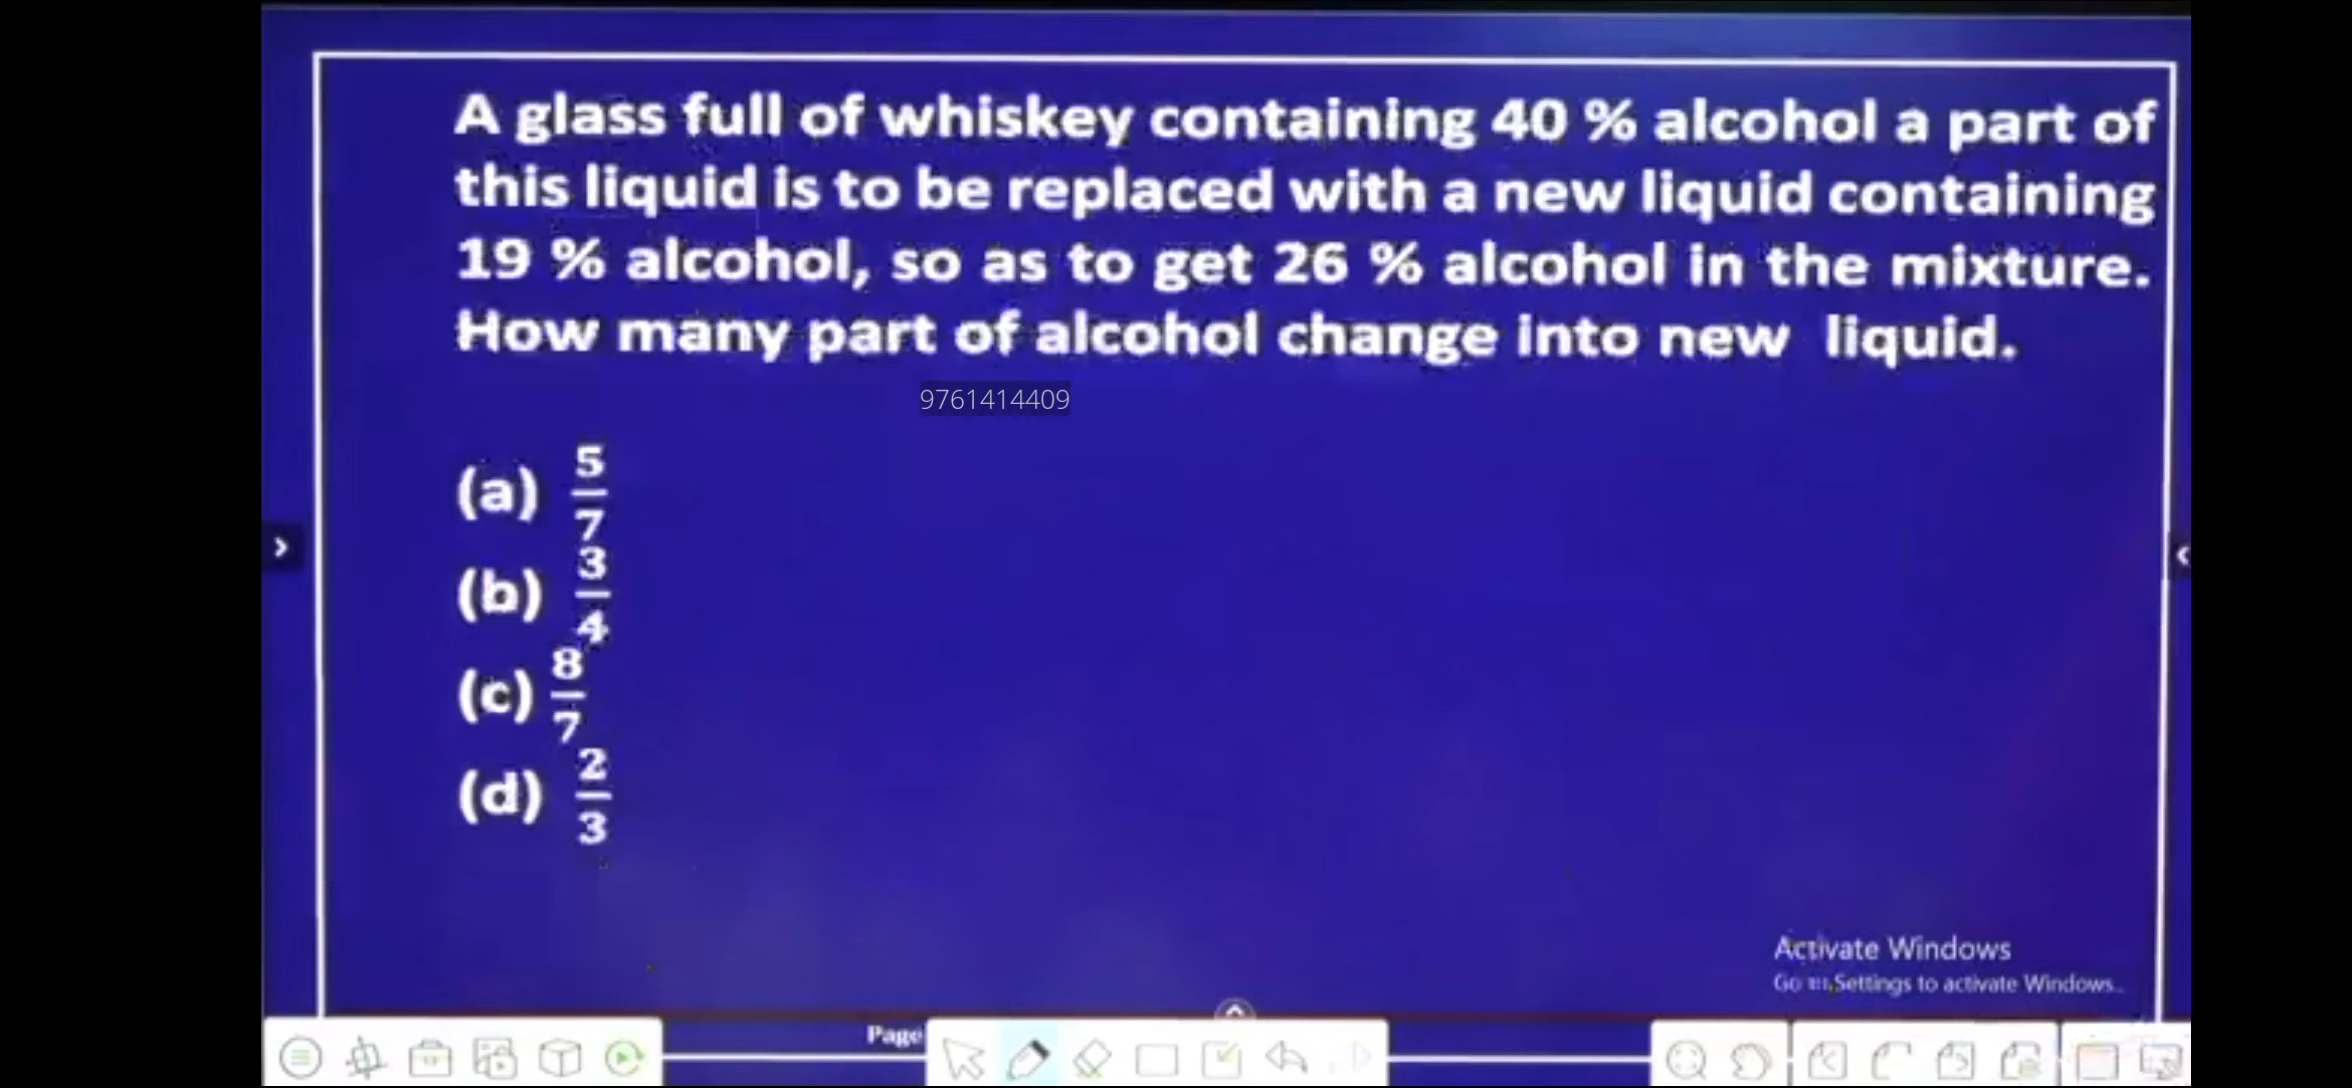 A glass full of whiskey containing 40 % alcohol a part of
this liquid is to be replaced with a new liquid containing
19 % alcohol, so as to get 26 % alcohol in the mixture.
How many part of alcohol change into new liquid.
9761414409
(a) 5/7
(b) 3/4
(c) 8/7
(d) 2/3
Activate Windows
Go to Settings to activate Windows.
Page